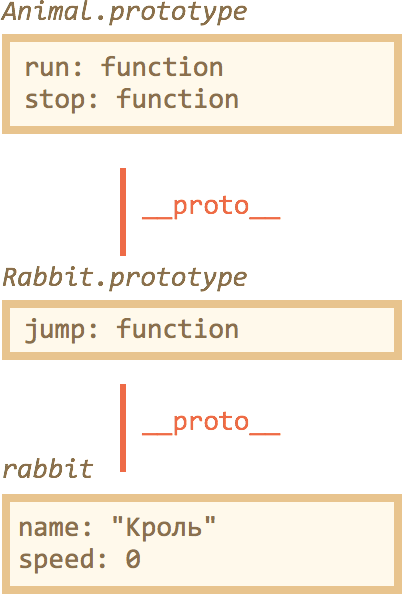 Animal.prototype
run: function
stop: function
__proto__
Rabbit.prototype
jump: function
__proto__
rabbit
name: "Кроль"
speed: 0